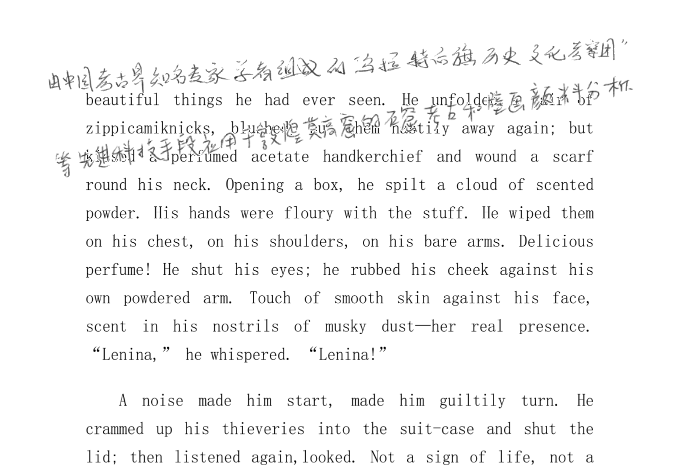 由中国考古界知名专家学者组成的乌拉特后旗历史文化考察团”
beautiful things he had ever seen. He unfolded a pair of
等先进科技手段应用于敦煌莫高窟的石窟考古和壁画颜料分析
zippicamiknicks, blushed, put them hastily away again; but
kissed a perfumed acetate handkerchief and wound a scarf
round his neck. Opening a box, he spilt a cloud of scented
powder. His hands were floury with the stuff. He wiped them
on his chest, on his shoulders, on his bare arms. Delicious
perfume! He shut his eyes; he rubbed his cheek against his
own powdered arm. Touch of smooth skin against his face,
scent in his nostrils of musky dust—her real presence.
“Lenina,” he whispered. “Lenina!”
A noise made him start, made him guiltily turn. He
crammed up his thieveries into the suit-case and shut the
lid; then listened again,looked. Not a sign of life, not a